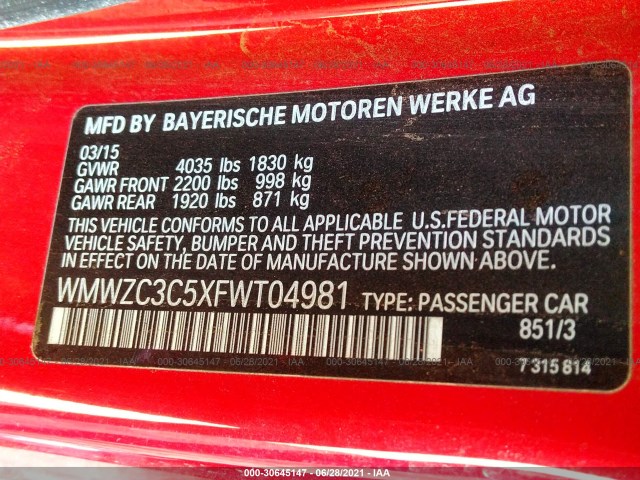 MFD BY BAYERISCHE MOTOREN WERKE AG
03/15
GVWR 4035 lbs 1830 kg
GAWR FRONT 2200 lbs 998 kg
GAWR REAR 1920 lbs 871 kg
THIS VEHICLE CONFORMS TO ALL APPLICABLE U.S.FEDERAL MOTOR
VEHICLE SAFETY, BUMPER AND THEFT PREVENTION STANDARDS
IN EFFECT ON THE DATE OF MANUFACTURE SHOWN ABOVE.
WMWZC3C5XFWT04981 TYPE: PASSENGER CAR
851/3
7 315 814
000-30645147 - 06/28/2021 - IAA